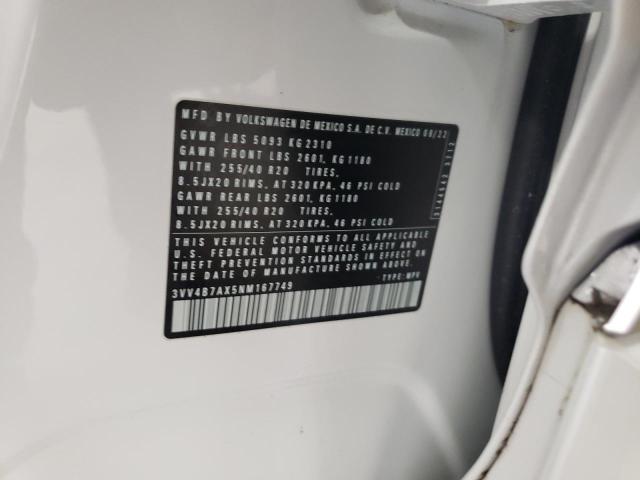 MFD BY VOLKSWAGEN DE MEXICO S.A. DE C.V. MEXICO 08/22
GVWR LBS 5093 KG 2310
GAWR FRONT LBS 2601, KG 1180
WITH 255/40 R20 TIRES,
8.5JX20 RIMS, AT 320 KPA, 46 PSI COLD
GAWR REAR LBS 2601, KG 1180
WITH 255/40 R20 TIRES,
8.5JX20 RIMS, AT 320 KPA, 46 PSI COLD
THIS VEHICLE CONFORMS TO ALL APPLICABLE
U.S. FEDERAL MOTOR VEHICLE SAFETY AND
THEFT PREVENTION STANDARDS IN EFFECT ON
THE DATE OF MANUFACTURE SHOWN ABOVE.
3VV4B7AX5NM167749 TYPE: MPV